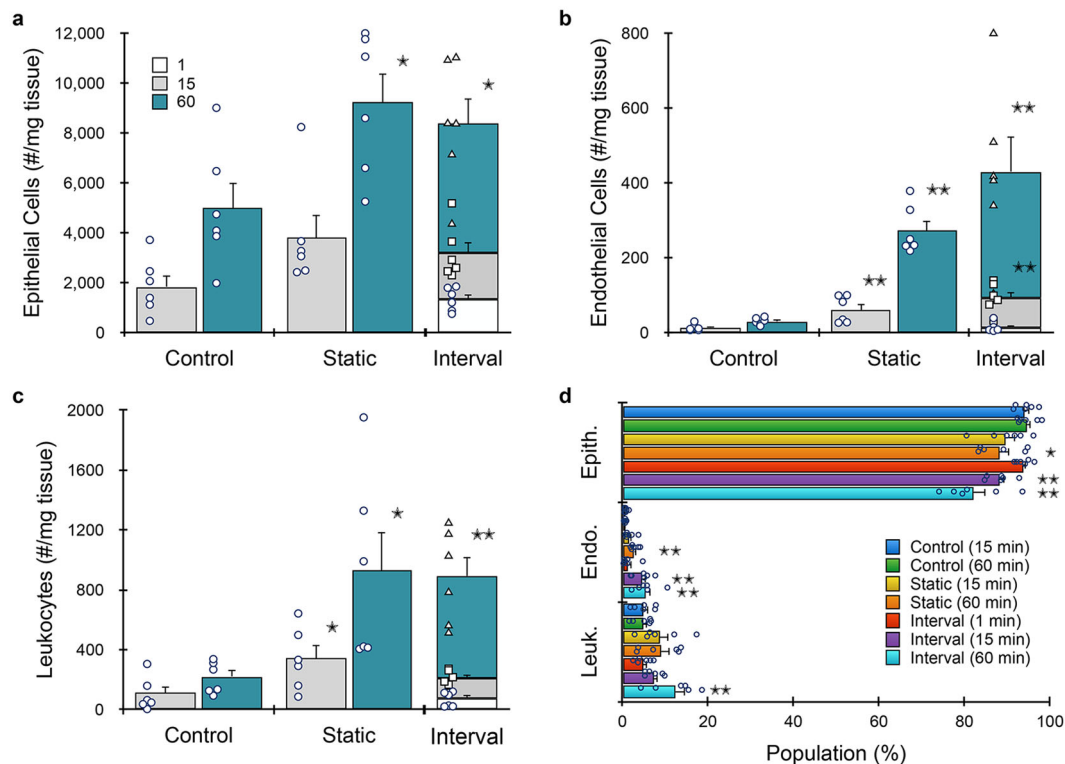 a
Epithelial Cells (#/mg tissue)
12,000
10,000
8,000
6,000
4,000
2,000
0
1
15
60
Control Static Interval
b
Endothelial Cells (#/mg tissue)
800
600
400
200
0
Control Static Interval
c
Leukocytes (#/mg tissue)
2000
1600
1200
800
400
0
Control Static Interval
d
Epith.
Endo.
Leuk.
Control (15 min)
Control (60 min)
Static (15 min)
Static (60 min)
Interval (1 min)
Interval (15 min)
Interval (60 min)
0 20 40 60 80 100
Population (%)